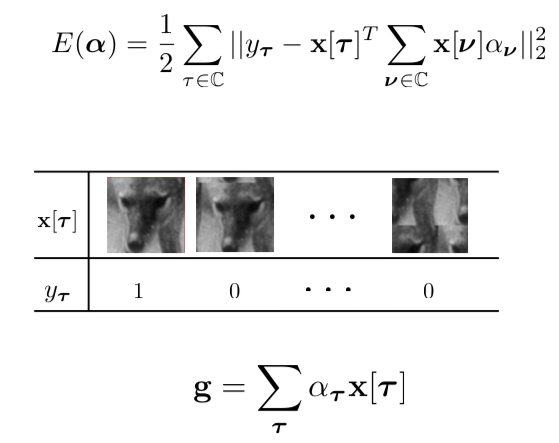 E(α) = 1/2 ∑_{τ∈ℂ} ||y_τ − x[τ]^T ∑_{ν∈ℂ} x[ν]α_ν||_2^2
x[τ] · · ·
y_τ 1 0 · · · 0
g = ∑_τ α_τ x[τ]